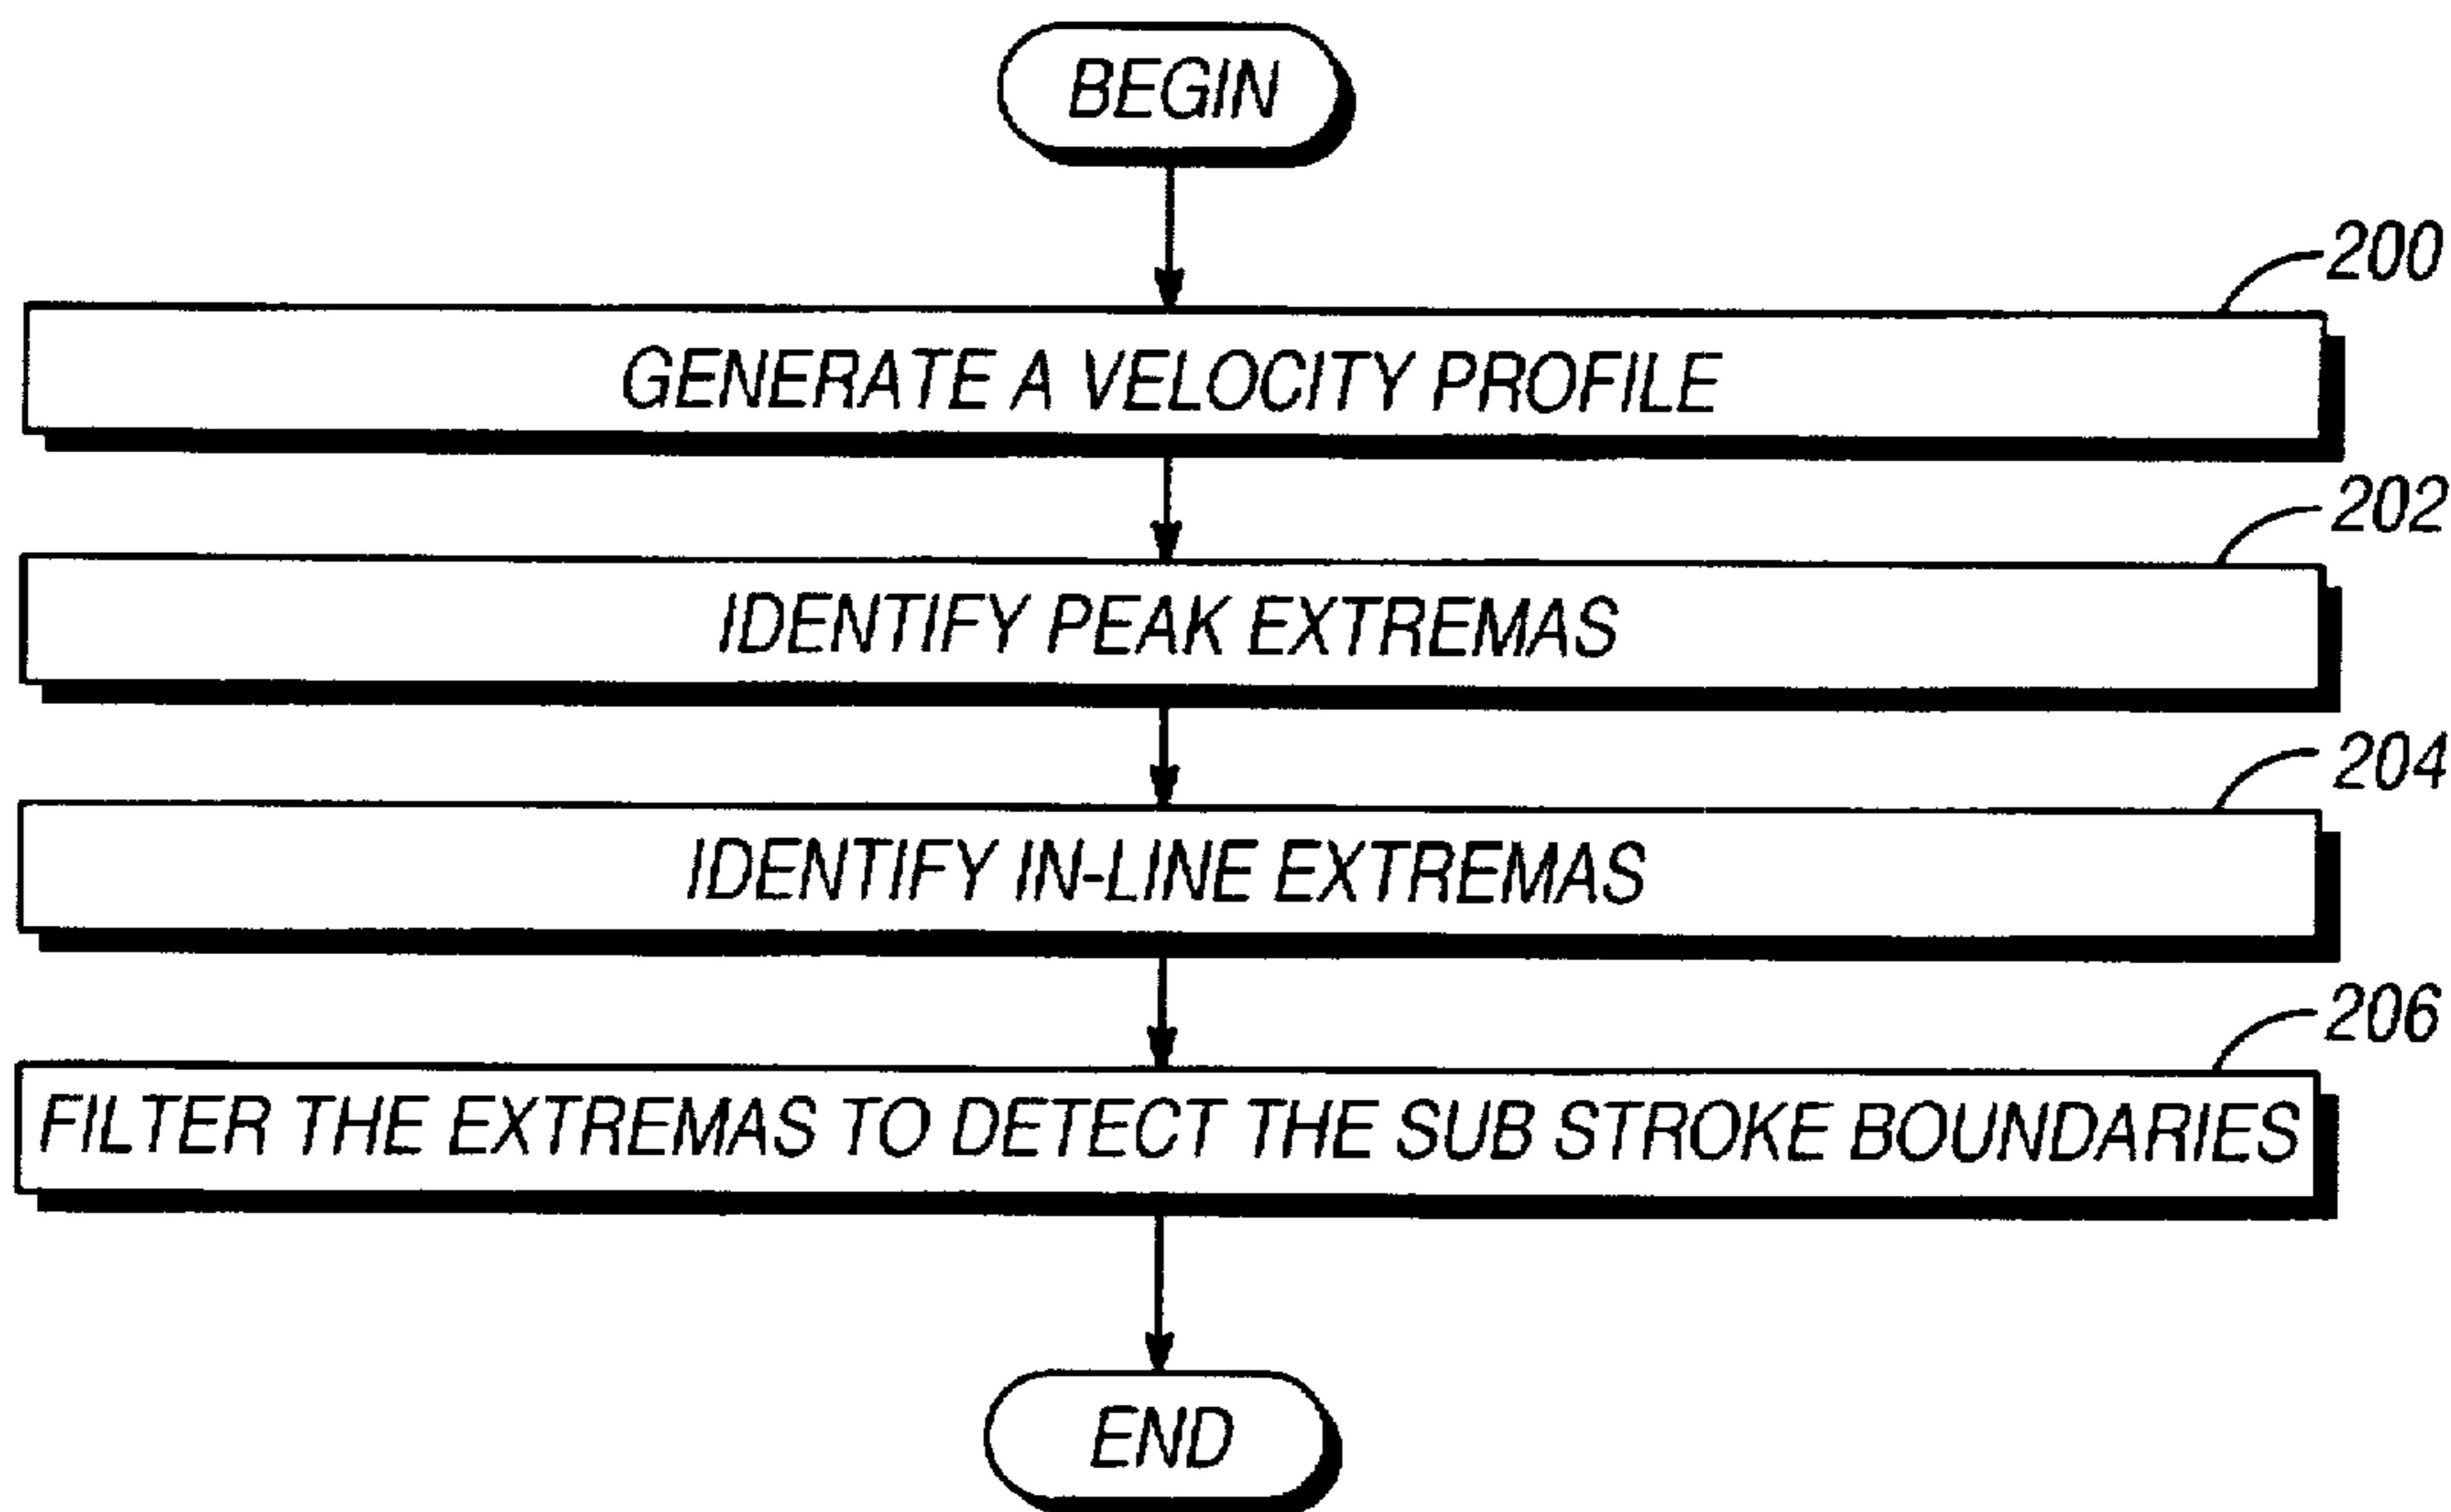 BEGIN
200
GENERATE A VELOCITY PROFILE
202
IDENTIFY PEAK EXTREMAS
204
IDENTIFY IN-LINE EXTREMAS
206
FILTER THE EXTREMAS TO DETECT THE SUB STROKE BOUNDARIES
END